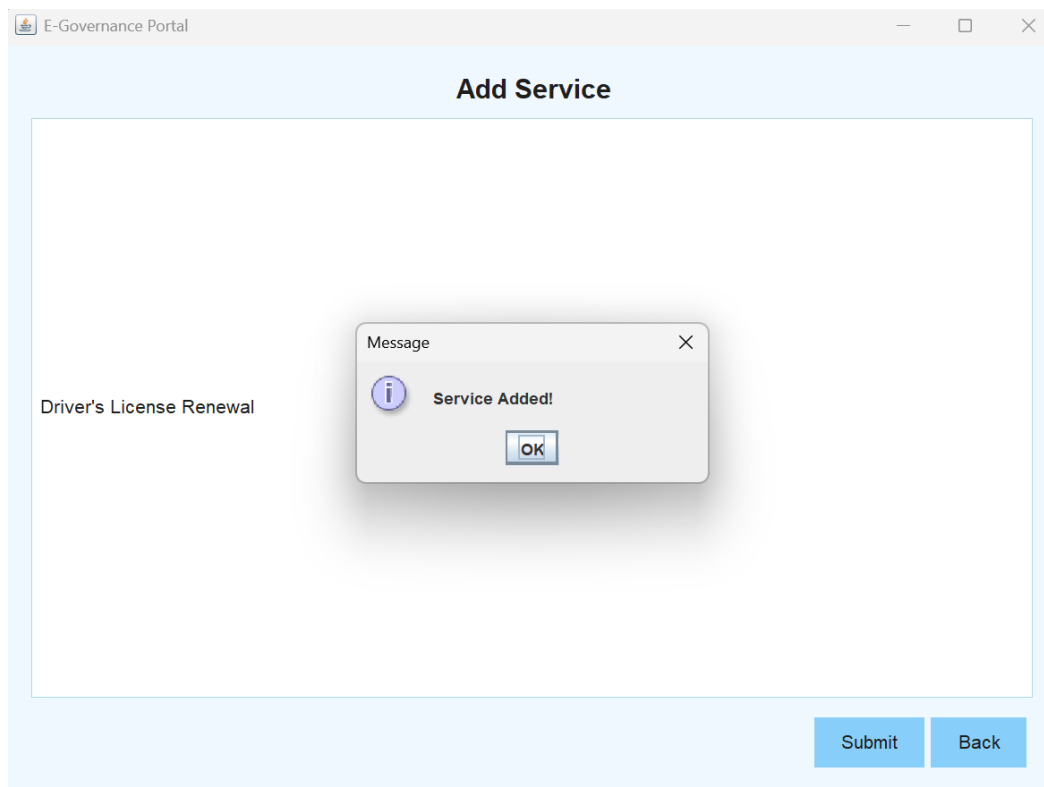 E-Governance Portal
Add Service
Message
Service Added!
OK
Driver's License Renewal
Submit
Back